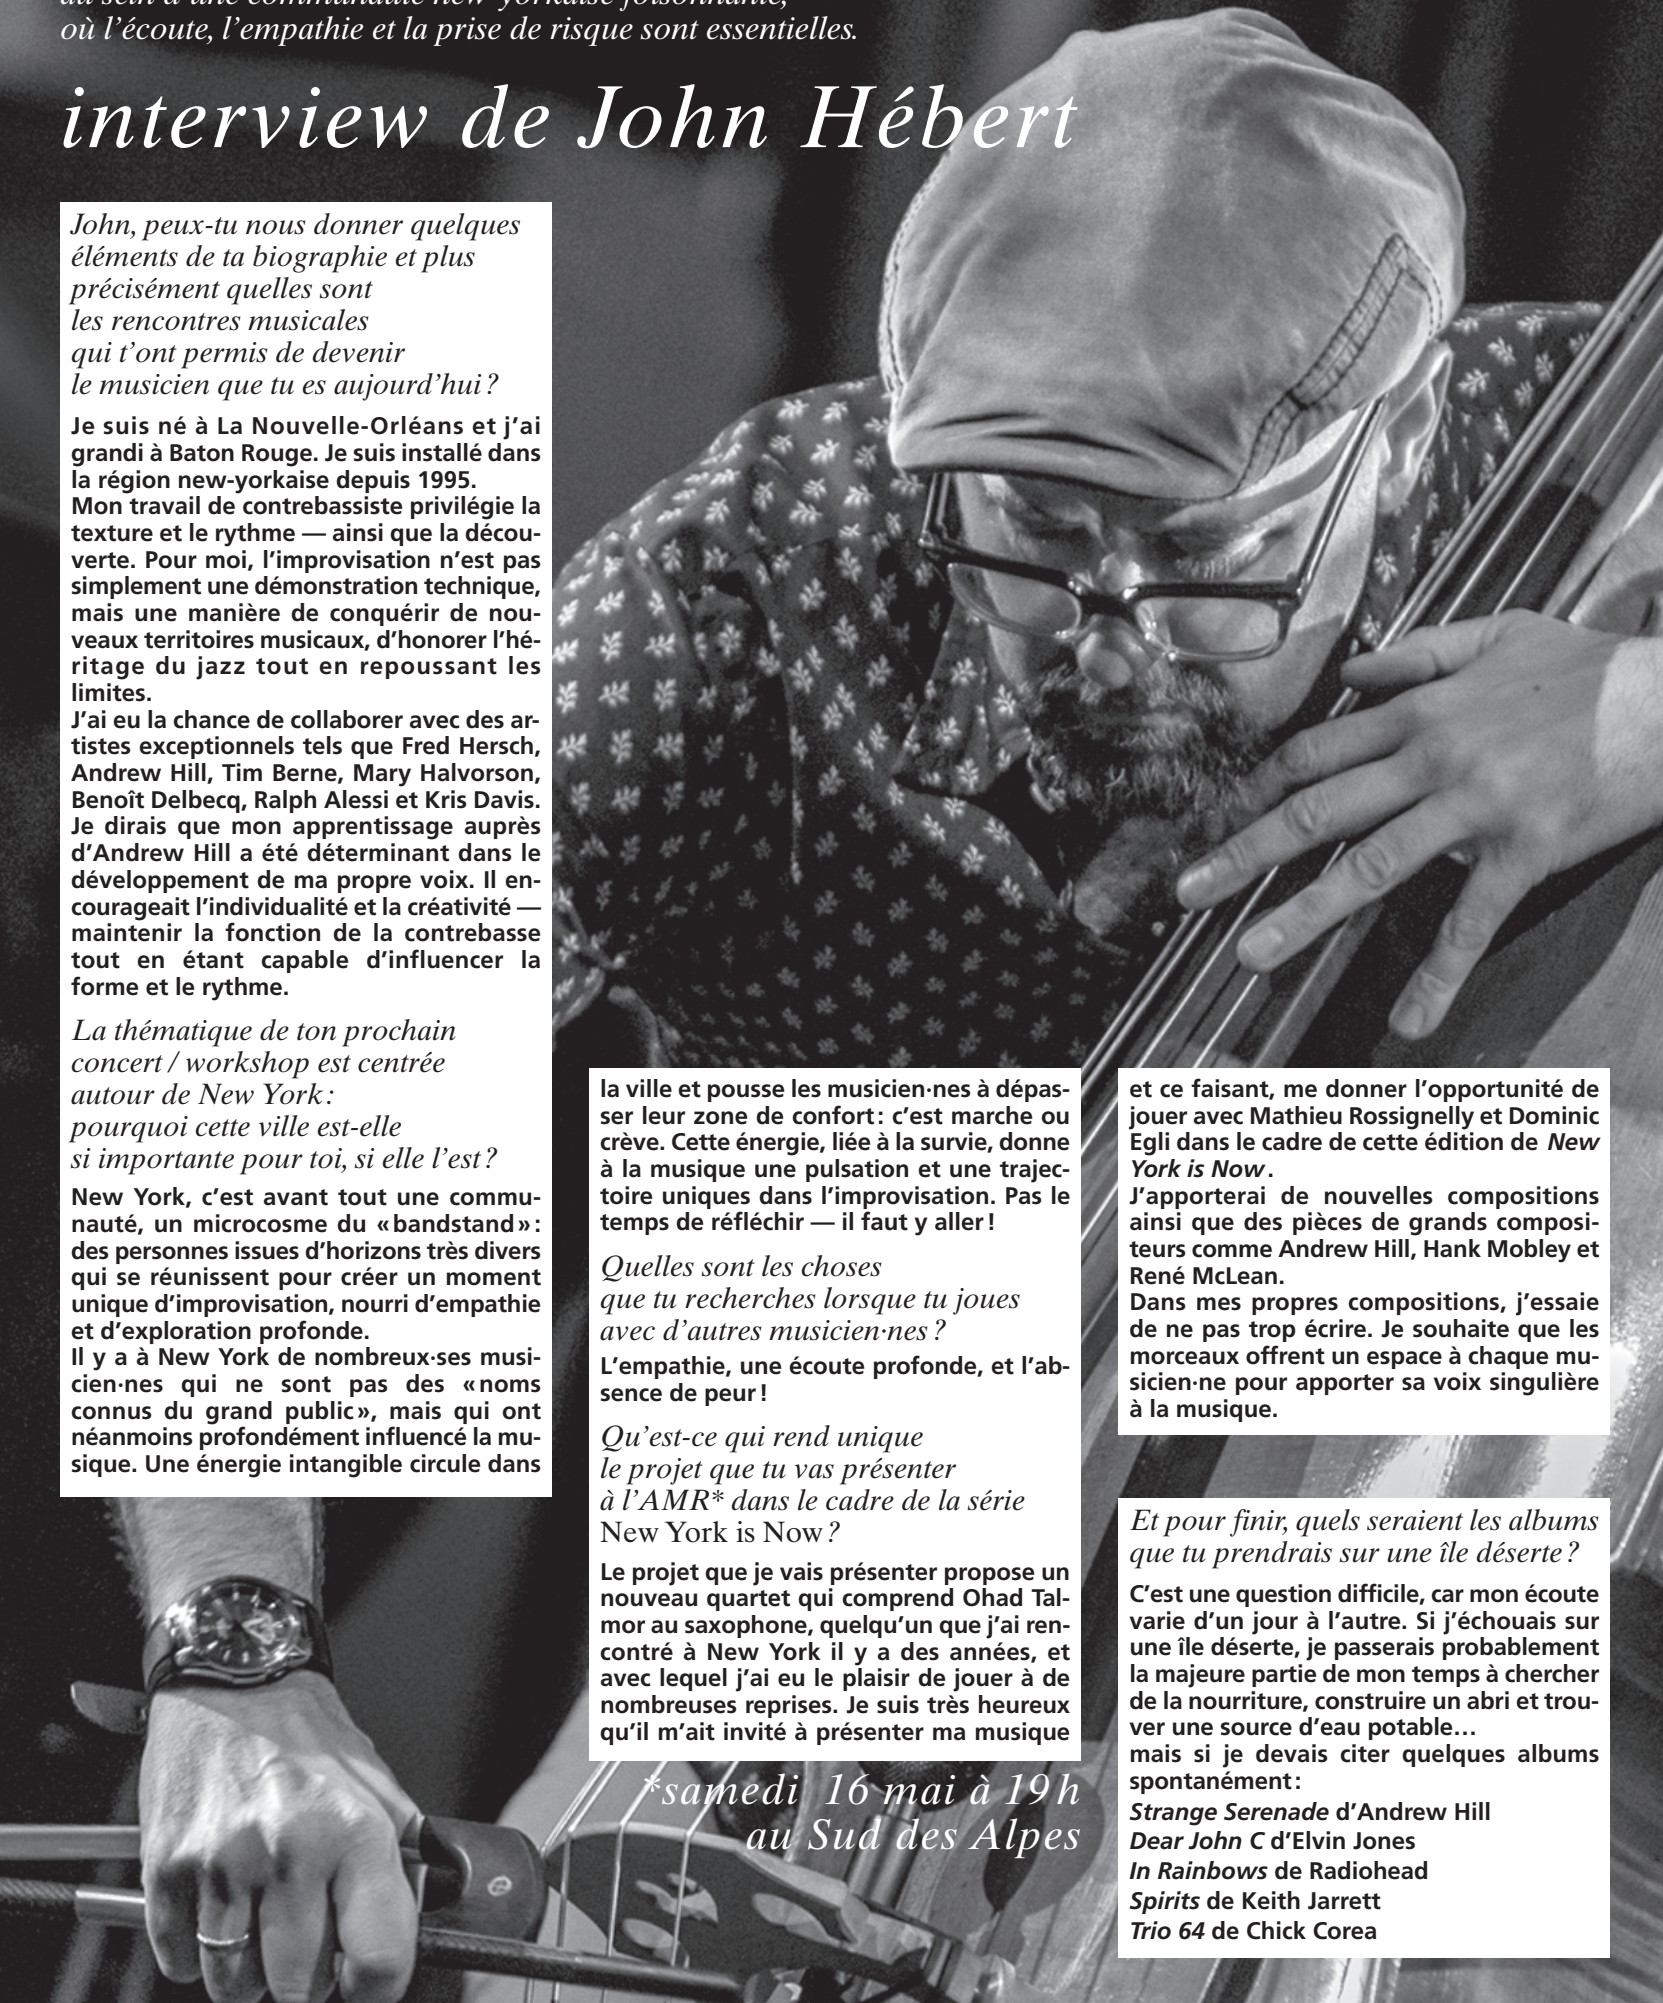 où l'écoute, l'empathie et la prise de risque sont essentielles.
interview de John Hébert
John, peux-tu nous donner quelques
éléments de ta biographie et plus
précisément quelles sont
les rencontres musicales
qui t'ont permis de devenir
le musicien que tu es aujourd'hui ?
Je suis né à La Nouvelle-Orléans et j'ai
grandi à Baton Rouge. Je suis installé dans
la région new-yorkaise depuis 1995.
Mon travail de contrebassiste privilégie la
texture et le rythme — ainsi que la décou-
verte. Pour moi, l'improvisation n'est pas
simplement une démonstration technique,
mais une manière de conquérir de nou-
veaux territoires musicaux, d'honorer l'hé-
ritage du jazz tout en repoussant les
limites.
J'ai eu la chance de collaborer avec des ar-
tistes exceptionnels tels que Fred Hersch,
Andrew Hill, Tim Berne, Mary Halvorson,
Benoît Delbecq, Ralph Alessi et Kris Davis.
Je dirais que mon apprentissage auprès
d'Andrew Hill a été déterminant dans le
développement de ma propre voix. Il en-
courageait l'individualité et la créativité —
maintenir la fonction de la contrebasse
tout en étant capable d'influencer la
forme et le rythme.
La thématique de ton prochain
concert / workshop est centrée
autour de New York :
pourquoi cette ville est-elle
si importante pour toi, si elle l'est ?
New York, c'est avant tout une commu-
nauté, un microcosme du « bandstand » :
des personnes issues d'horizons très divers
qui se réunissent pour créer un moment
unique d'improvisation, nourri d'empathie
et d'exploration profonde.
Il y a à New York de nombreux·ses musi-
cien·nes qui ne sont pas des « noms
connus du grand public », mais qui ont
néanmoins profondément influencé la mu-
sique. Une énergie intangible circule dans
la ville et pousse les musicien·nes à dépas-
ser leur zone de confort : c'est marche ou
crève. Cette énergie, liée à la survie, donne
à la musique une pulsation et une trajec-
toire uniques dans l'improvisation. Pas le
temps de réfléchir — il faut y aller !
Quelles sont les choses
que tu recherches lorsque tu joues
avec d'autres musicien·nes ?
L'empathie, une écoute profonde, et l'ab-
sence de peur !
Qu'est-ce qui rend unique
le projet que tu vas présenter
à l'AMR* dans le cadre de la série
New York is Now ?
Le projet que je vais présenter propose un
nouveau quartet qui comprend Ohad Tal-
mor au saxophone, quelqu'un que j'ai ren-
contré à New York il y a des années, et
avec lequel j'ai eu le plaisir de jouer à de
nombreuses reprises. Je suis très heureux
qu'il m'ait invité à présenter ma musique
*samedi 16 mai à 19 h
au Sud des Alpes
et ce faisant, me donner l'opportunité de
jouer avec Mathieu Rossignelly et Dominic
Egli dans le cadre de cette édition de New
York is Now.
J'apporterai de nouvelles compositions
ainsi que des pièces de grands composi-
teurs comme Andrew Hill, Hank Mobley et
René McLean.
Dans mes propres compositions, j'essaie
de ne pas trop écrire. Je souhaite que les
morceaux offrent un espace à chaque mu-
sicien·ne pour apporter sa voix singulière
à la musique.
Et pour finir, quels seraient les albums
que tu prendrais sur une île déserte ?
C'est une question difficile, car mon écoute
varie d'un jour à l'autre. Si j'échouais sur
une île déserte, je passerais probablement
la majeure partie de mon temps à chercher
de la nourriture, construire un abri et trou-
ver une source d'eau potable…
mais si je devais citer quelques albums
spontanément :
Strange Serenade d'Andrew Hill
Dear John C d'Elvin Jones
In Rainbows de Radiohead
Spirits de Keith Jarrett
Trio 64 de Chick Corea